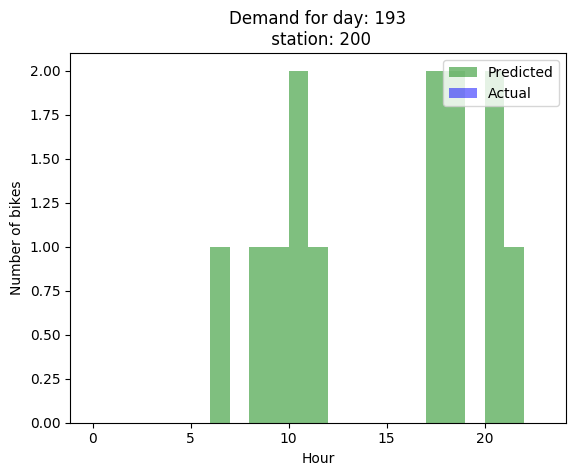 Demand for day: 193
station: 200
Predicted
Actual
2.00
1.75
1.50
1.25
1.00
0.75
0.50
0.25
0.00
Number of bikes
0 5 10 15 20
Hour